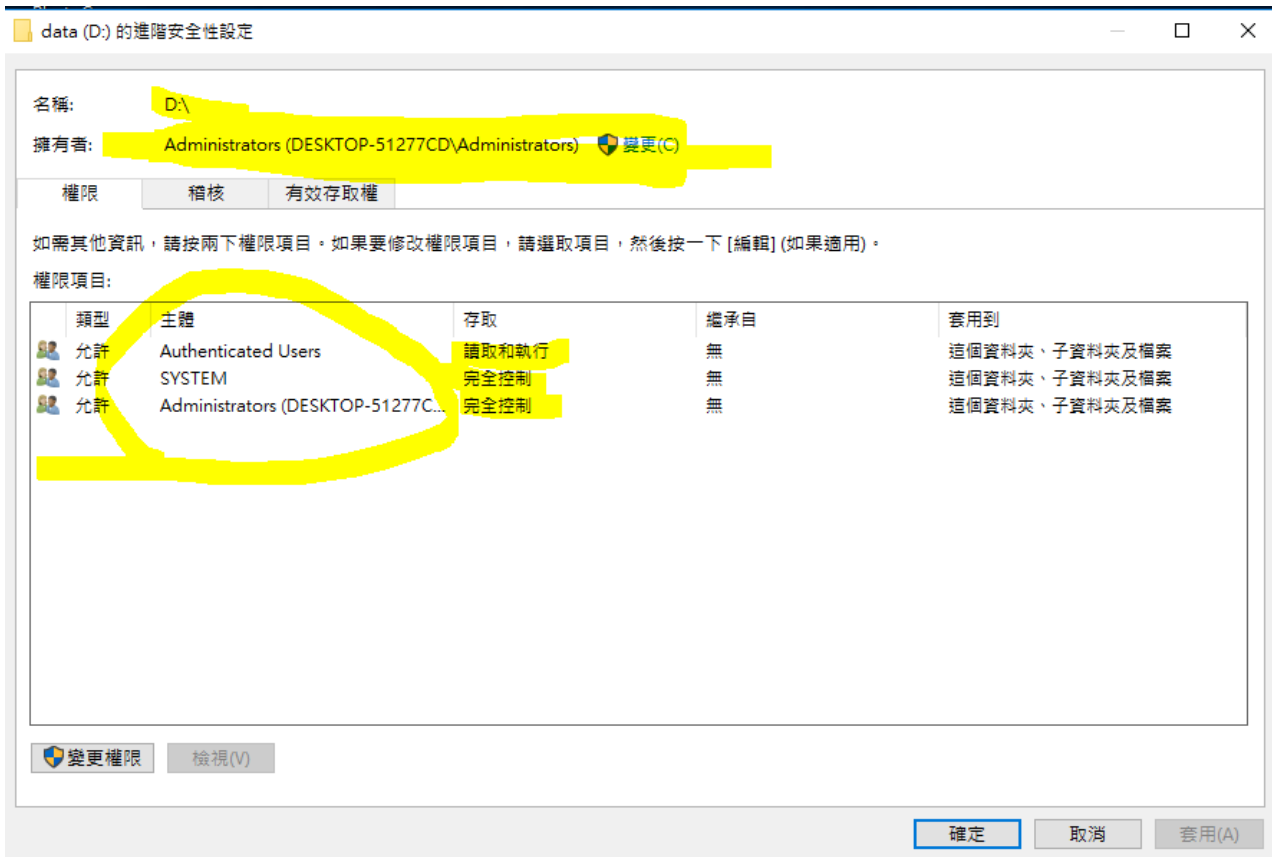 data (D:) 的進階安全性設定
名稱: D:\
擁有者: Administrators (DESKTOP-51277CD\Administrators) 變更(C)
權限 稽核 有效存取權
如需其他資訊，請按兩下權限項目。如果要修改權限項目，請選取項目，然後按一下 [編輯] (如果適用)。
權限項目:
類型 主體 存取 繼承自 套用到
允許 Authenticated Users 讀取和執行 無 這個資料夾、子資料夾及檔案
允許 SYSTEM 完全控制 無 這個資料夾、子資料夾及檔案
允許 Administrators (DESKTOP-51277C... 完全控制 無 這個資料夾、子資料夾及檔案
變更權限 檢視(V)
確定 取消 套用(A)